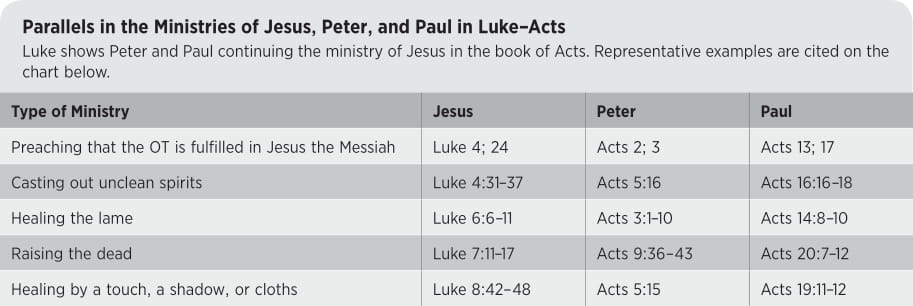 Parallels in the Ministries of Jesus, Peter, and Paul in Luke–Acts
Luke shows Peter and Paul continuing the ministry of Jesus in the book of Acts. Representative examples are cited on the
chart below.
Type of Ministry Jesus Peter Paul
Preaching that the OT is fulfilled in Jesus the Messiah Luke 4; 24 Acts 2; 3 Acts 13; 17
Casting out unclean spirits Luke 4:31–37 Acts 5:16 Acts 16:16–18
Healing the lame Luke 6:6–11 Acts 3:1–10 Acts 14:8–10
Raising the dead Luke 7:11–17 Acts 9:36–43 Acts 20:7–12
Healing by a touch, a shadow, or cloths Luke 8:42–48 Acts 5:15 Acts 19:11–12